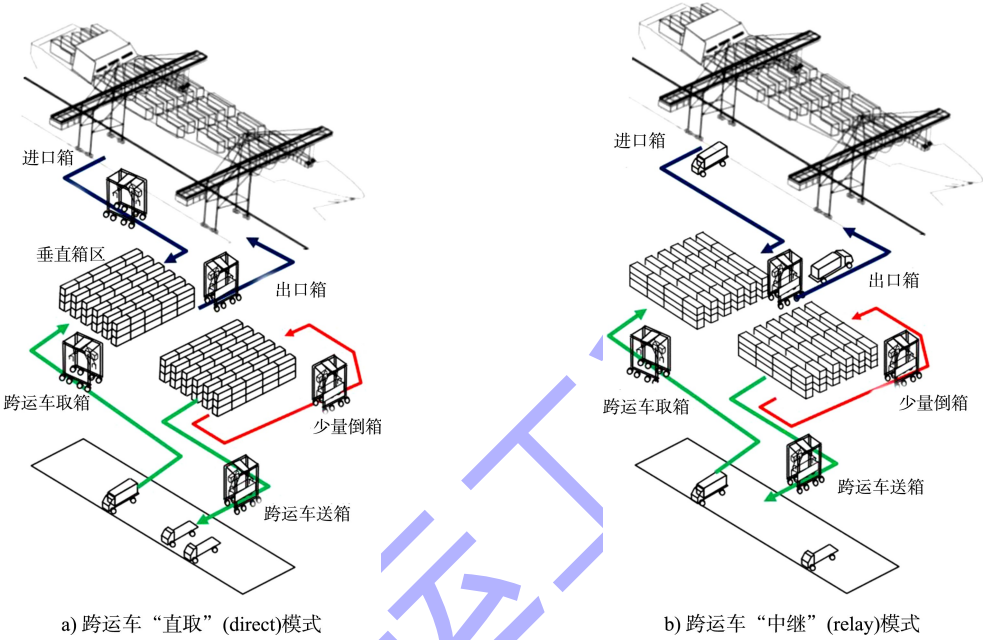 进口箱
垂直箱区
出口箱
跨运车取箱
少量倒箱
跨运车送箱
a) 跨运车“直取”(direct)模式
进口箱
出口箱
跨运车取箱
少量倒箱
跨运车送箱
b) 跨运车“中继”(relay)模式